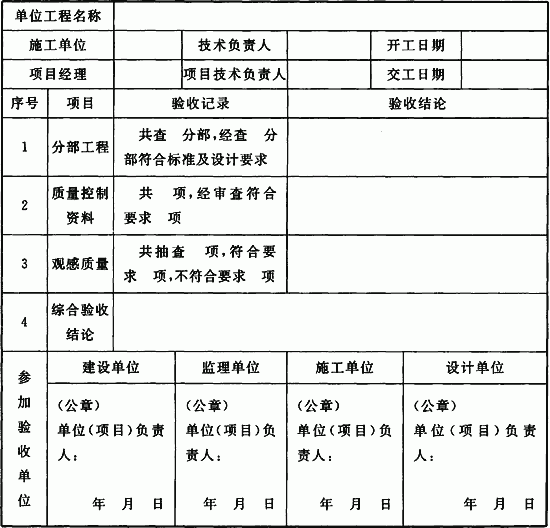 单位工程名称
施工单位 技术负责人 开工日期
项目经理 项目技术负责人 交工日期
序号 项目 验收记录 验收结论
1 分部工程 共查 分部,经查 分
部符合标准及设计要求
2 质量控制
资料 共 项,经审查符合
要求 项
3 观感质量 共抽查 项,符合要
求 项,不符合要求 项
4 综合验收
结论
参加验收单位
建设单位 监理单位 施工单位 设计单位
(公章) (公章) (公章) (公章)
单位(项目)负责 单位(项目)负 单位(项目)负 单位(项目)负责
人: 责人: 责人: 人:
年 月 日 年 月 日 年 月 日 年 月 日